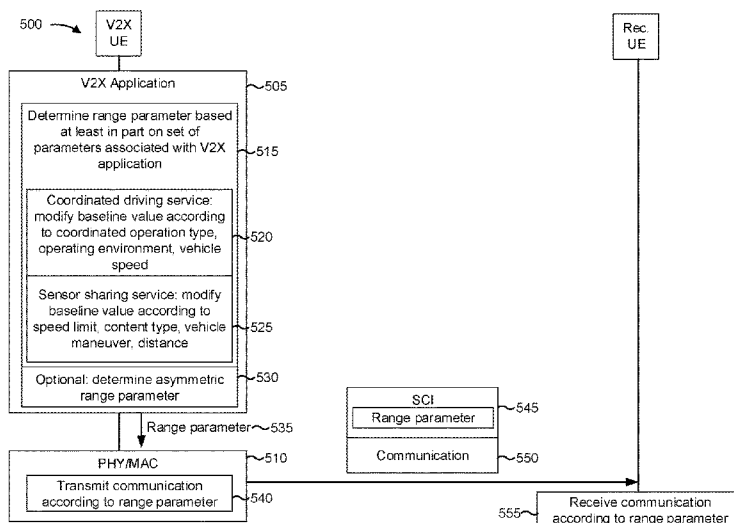 500
V2X
UE
Rec.
UE
V2X Application
505
Determine range parameter based
at least in part on set of
parameters associated with V2X
application
515
Coordinated driving service:
modify baseline value according
to coordinated operation type,
operating environment, vehicle
speed
520
Sensor sharing service: modify
baseline value according to
speed limit, content type, vehicle
maneuver, distance
525
Optional: determine asymmetric
range parameter
530
Range parameter
535
SCI
Range parameter
545
Communication
550
PHY/MAC
510
Transmit communication
according to range parameter
540
555
Receive communication
according to range parameter